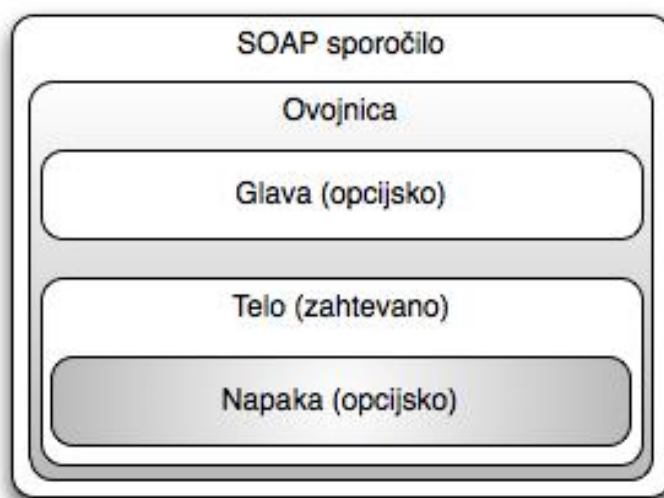 SOAP sporočilo
Ovojnica
Glava (opcijsko)
Telo (zahtevano)
Napaka (opcijsko)